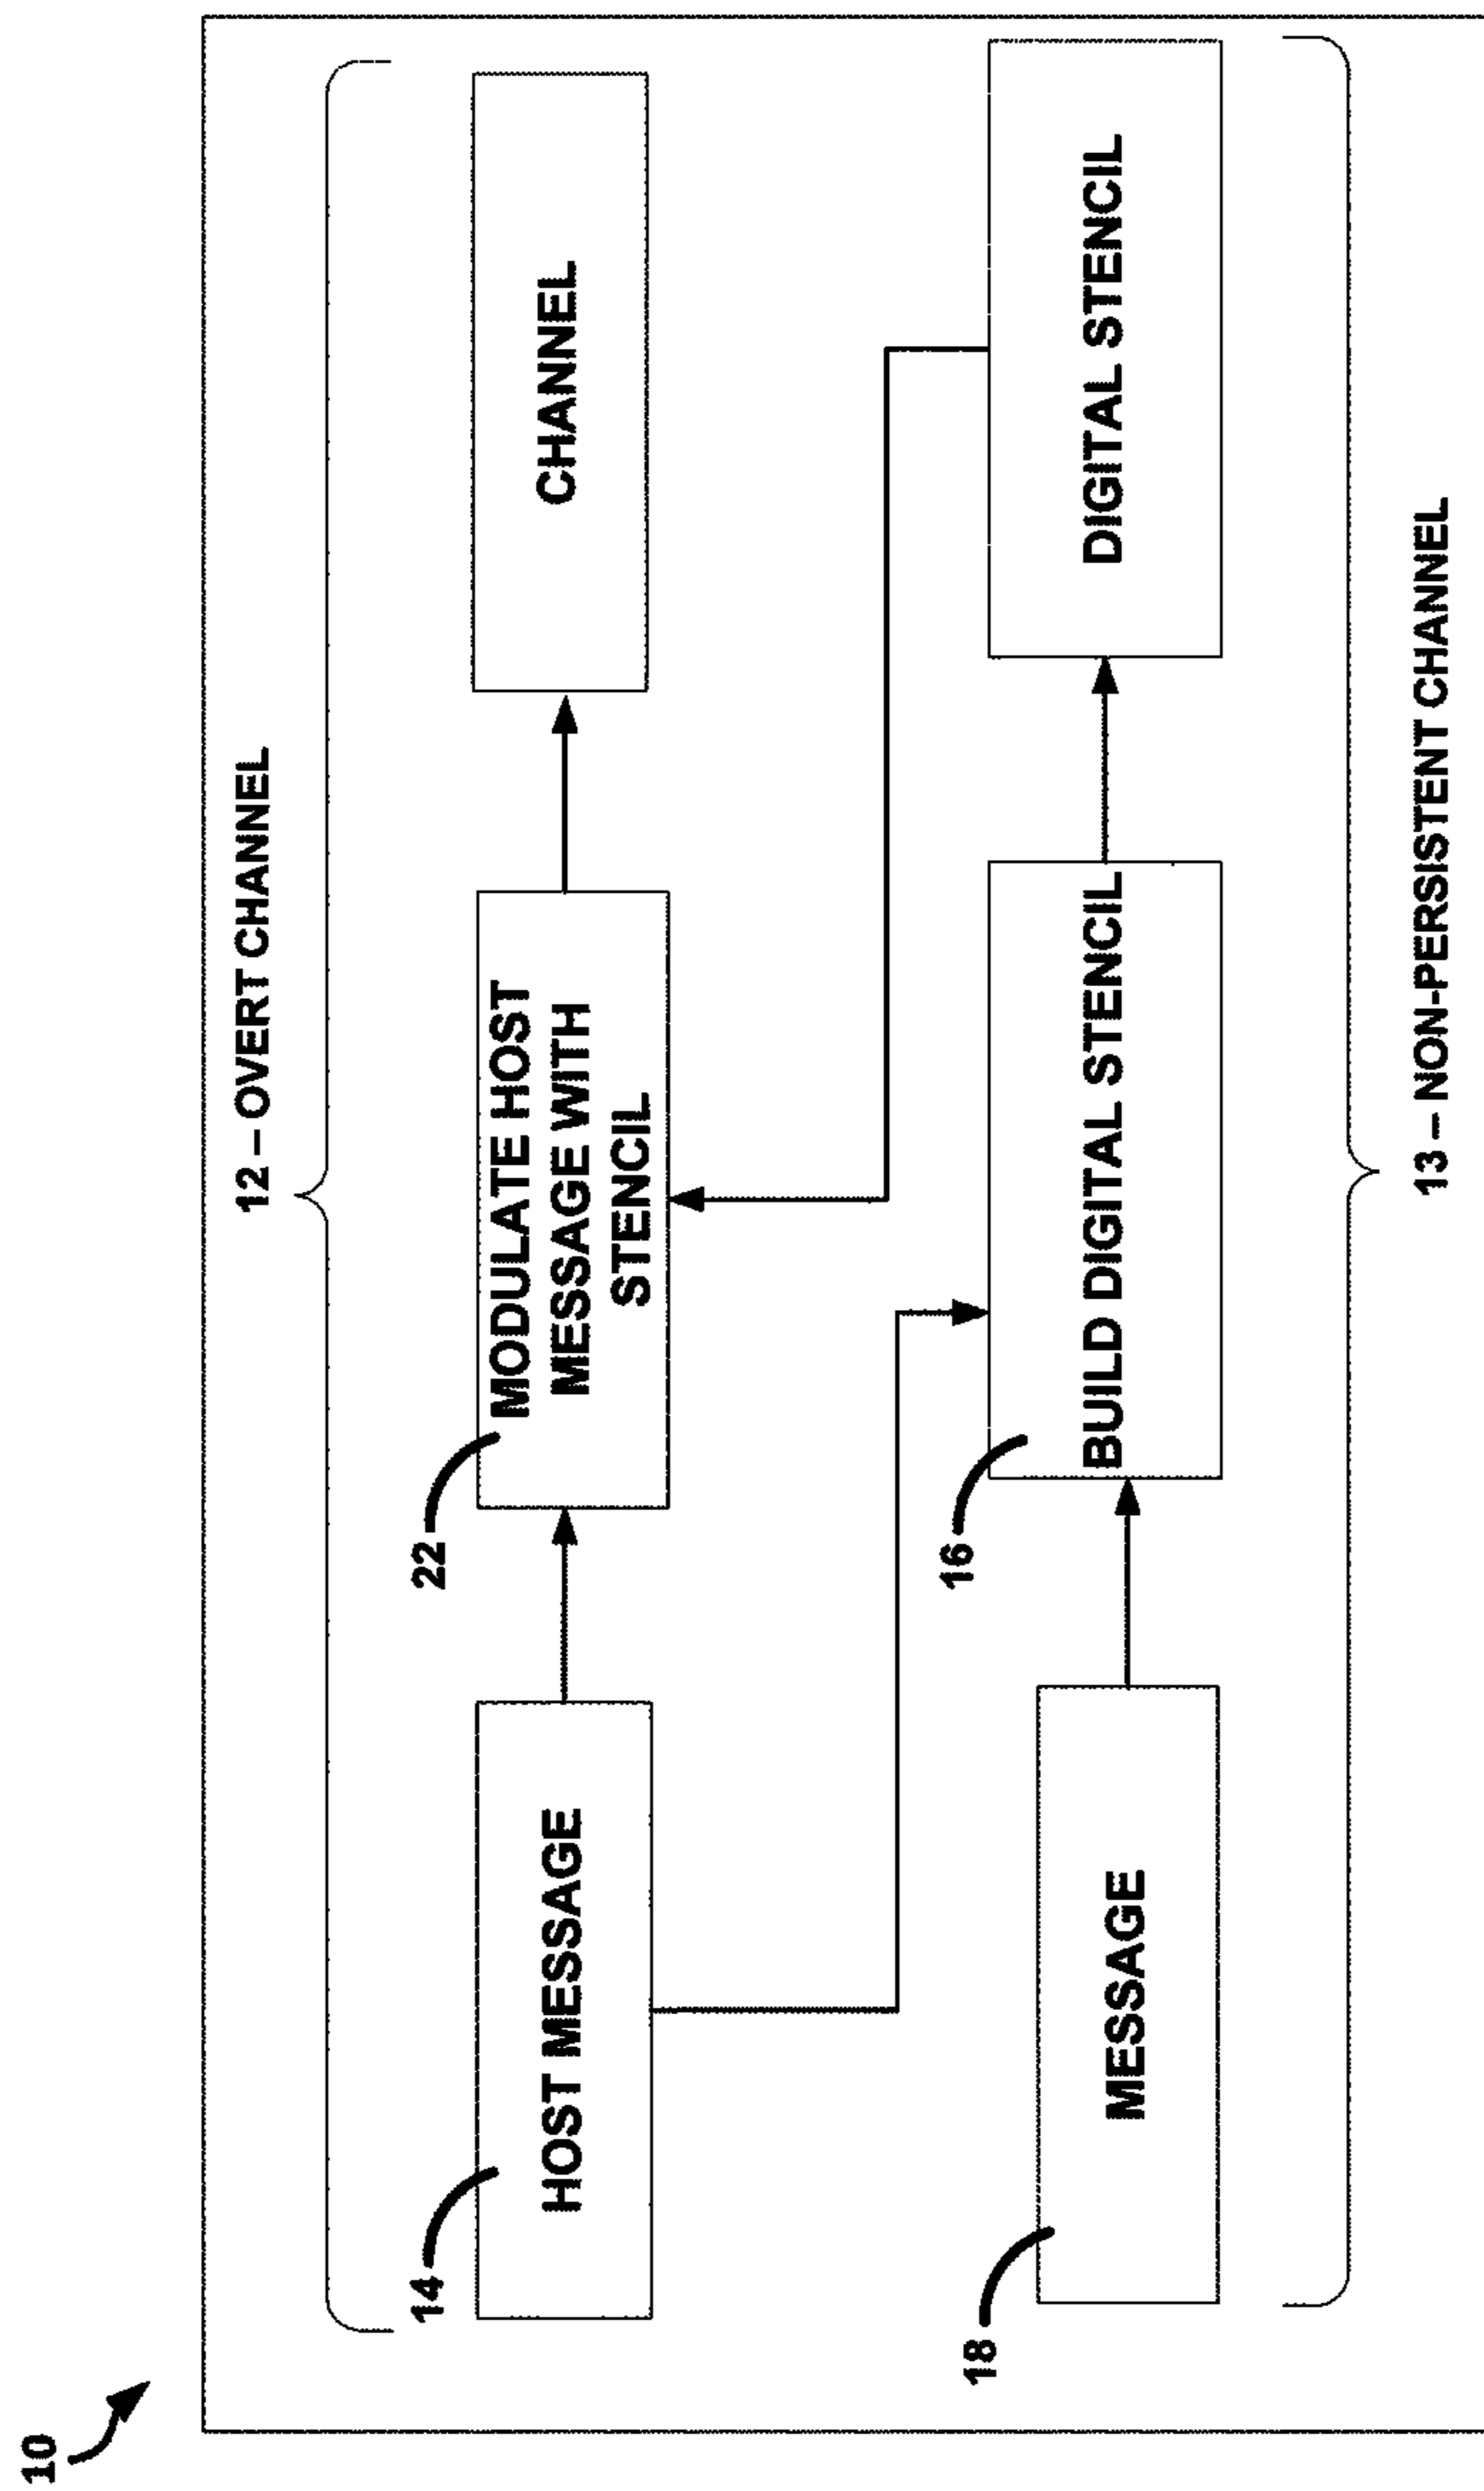 10
12 – OVERT CHANNEL
14
HOST MESSAGE
22
MODULATE HOST
MESSAGE WITH
STENCIL
CHANNEL
18
MESSAGE
16
BUILD DIGITAL STENCIL
DIGITAL STENCIL
13 – NON-PERSISTENT CHANNEL